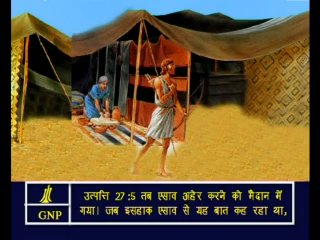 उत्पत्ति 27:5 तब एसाव अहेर करने को मैदान में
गया। जब इसहाक एसाव से यह बात कह रहा था,
GNP